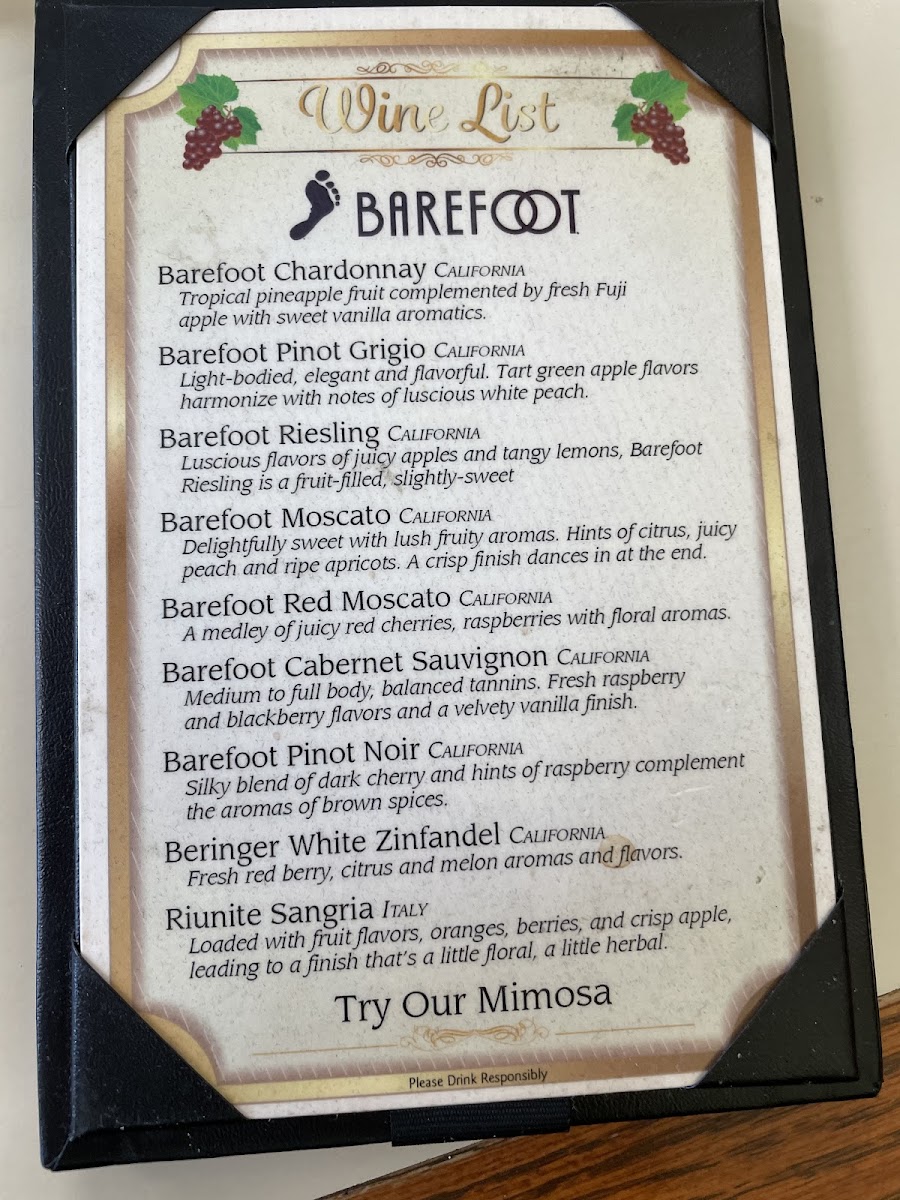 Wine List
BAREFOOT
Barefoot Chardonnay CALIFORNIA
Tropical pineapple fruit complemented by fresh Fuji
apple with sweet vanilla aromatics.
Barefoot Pinot Grigio CALIFORNIA
Light-bodied, elegant and flavorful. Tart green apple flavors
harmonize with notes of luscious white peach.
Barefoot Riesling CALIFORNIA
Luscious flavors of juicy apples and tangy lemons, Barefoot
Riesling is a fruit-filled, slightly-sweet
Barefoot Moscato CALIFORNIA
Delightfully sweet with lush fruity aromas. Hints of citrus, juicy
peach and ripe apricots. A crisp finish dances in at the end.
Barefoot Red Moscato CALIFORNIA
A medley of juicy red cherries, raspberries with floral aromas.
Barefoot Cabernet Sauvignon CALIFORNIA
Medium to full body, balanced tannins. Fresh raspberry
and blackberry flavors and a velvety vanilla finish.
Barefoot Pinot Noir CALIFORNIA
Silky blend of dark cherry and hints of raspberry complement
the aromas of brown spices.
Beringer White Zinfandel CALIFORNIA
Fresh red berry, citrus and melon aromas and flavors.
Riunite Sangria ITALY
Loaded with fruit flavors, oranges, berries, and crisp apple,
leading to a finish that's a little floral, a little herbal.
Try Our Mimosa
Please Drink Responsibly